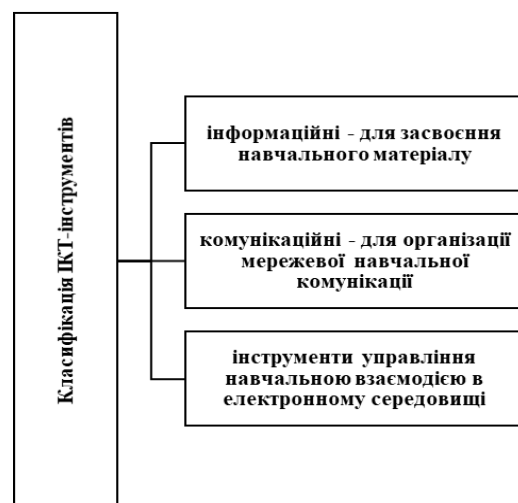 Класифікація ІКТ-інструментів
інформаційні - для засвоєння
навчального матеріалу
комунікаційні - для організації
мережевої навчальної
комунікації
інструменти управління
навчальною взаємодією в
електронному середовищі